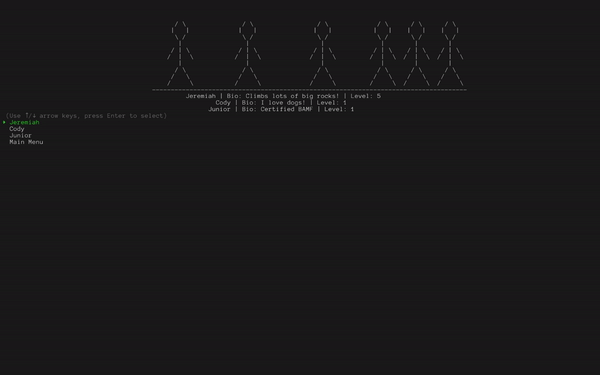 Jeremiah | Bio: Climbs lots of big rocks! | Level: 5
Cody | Bio: I love dogs! | Level: 1
Junior | Bio: Certified BAMF | Level: 1
(Use ↑/↓ arrow keys, press Enter to select)
‣ Jeremiah
Cody
Junior
Main Menu